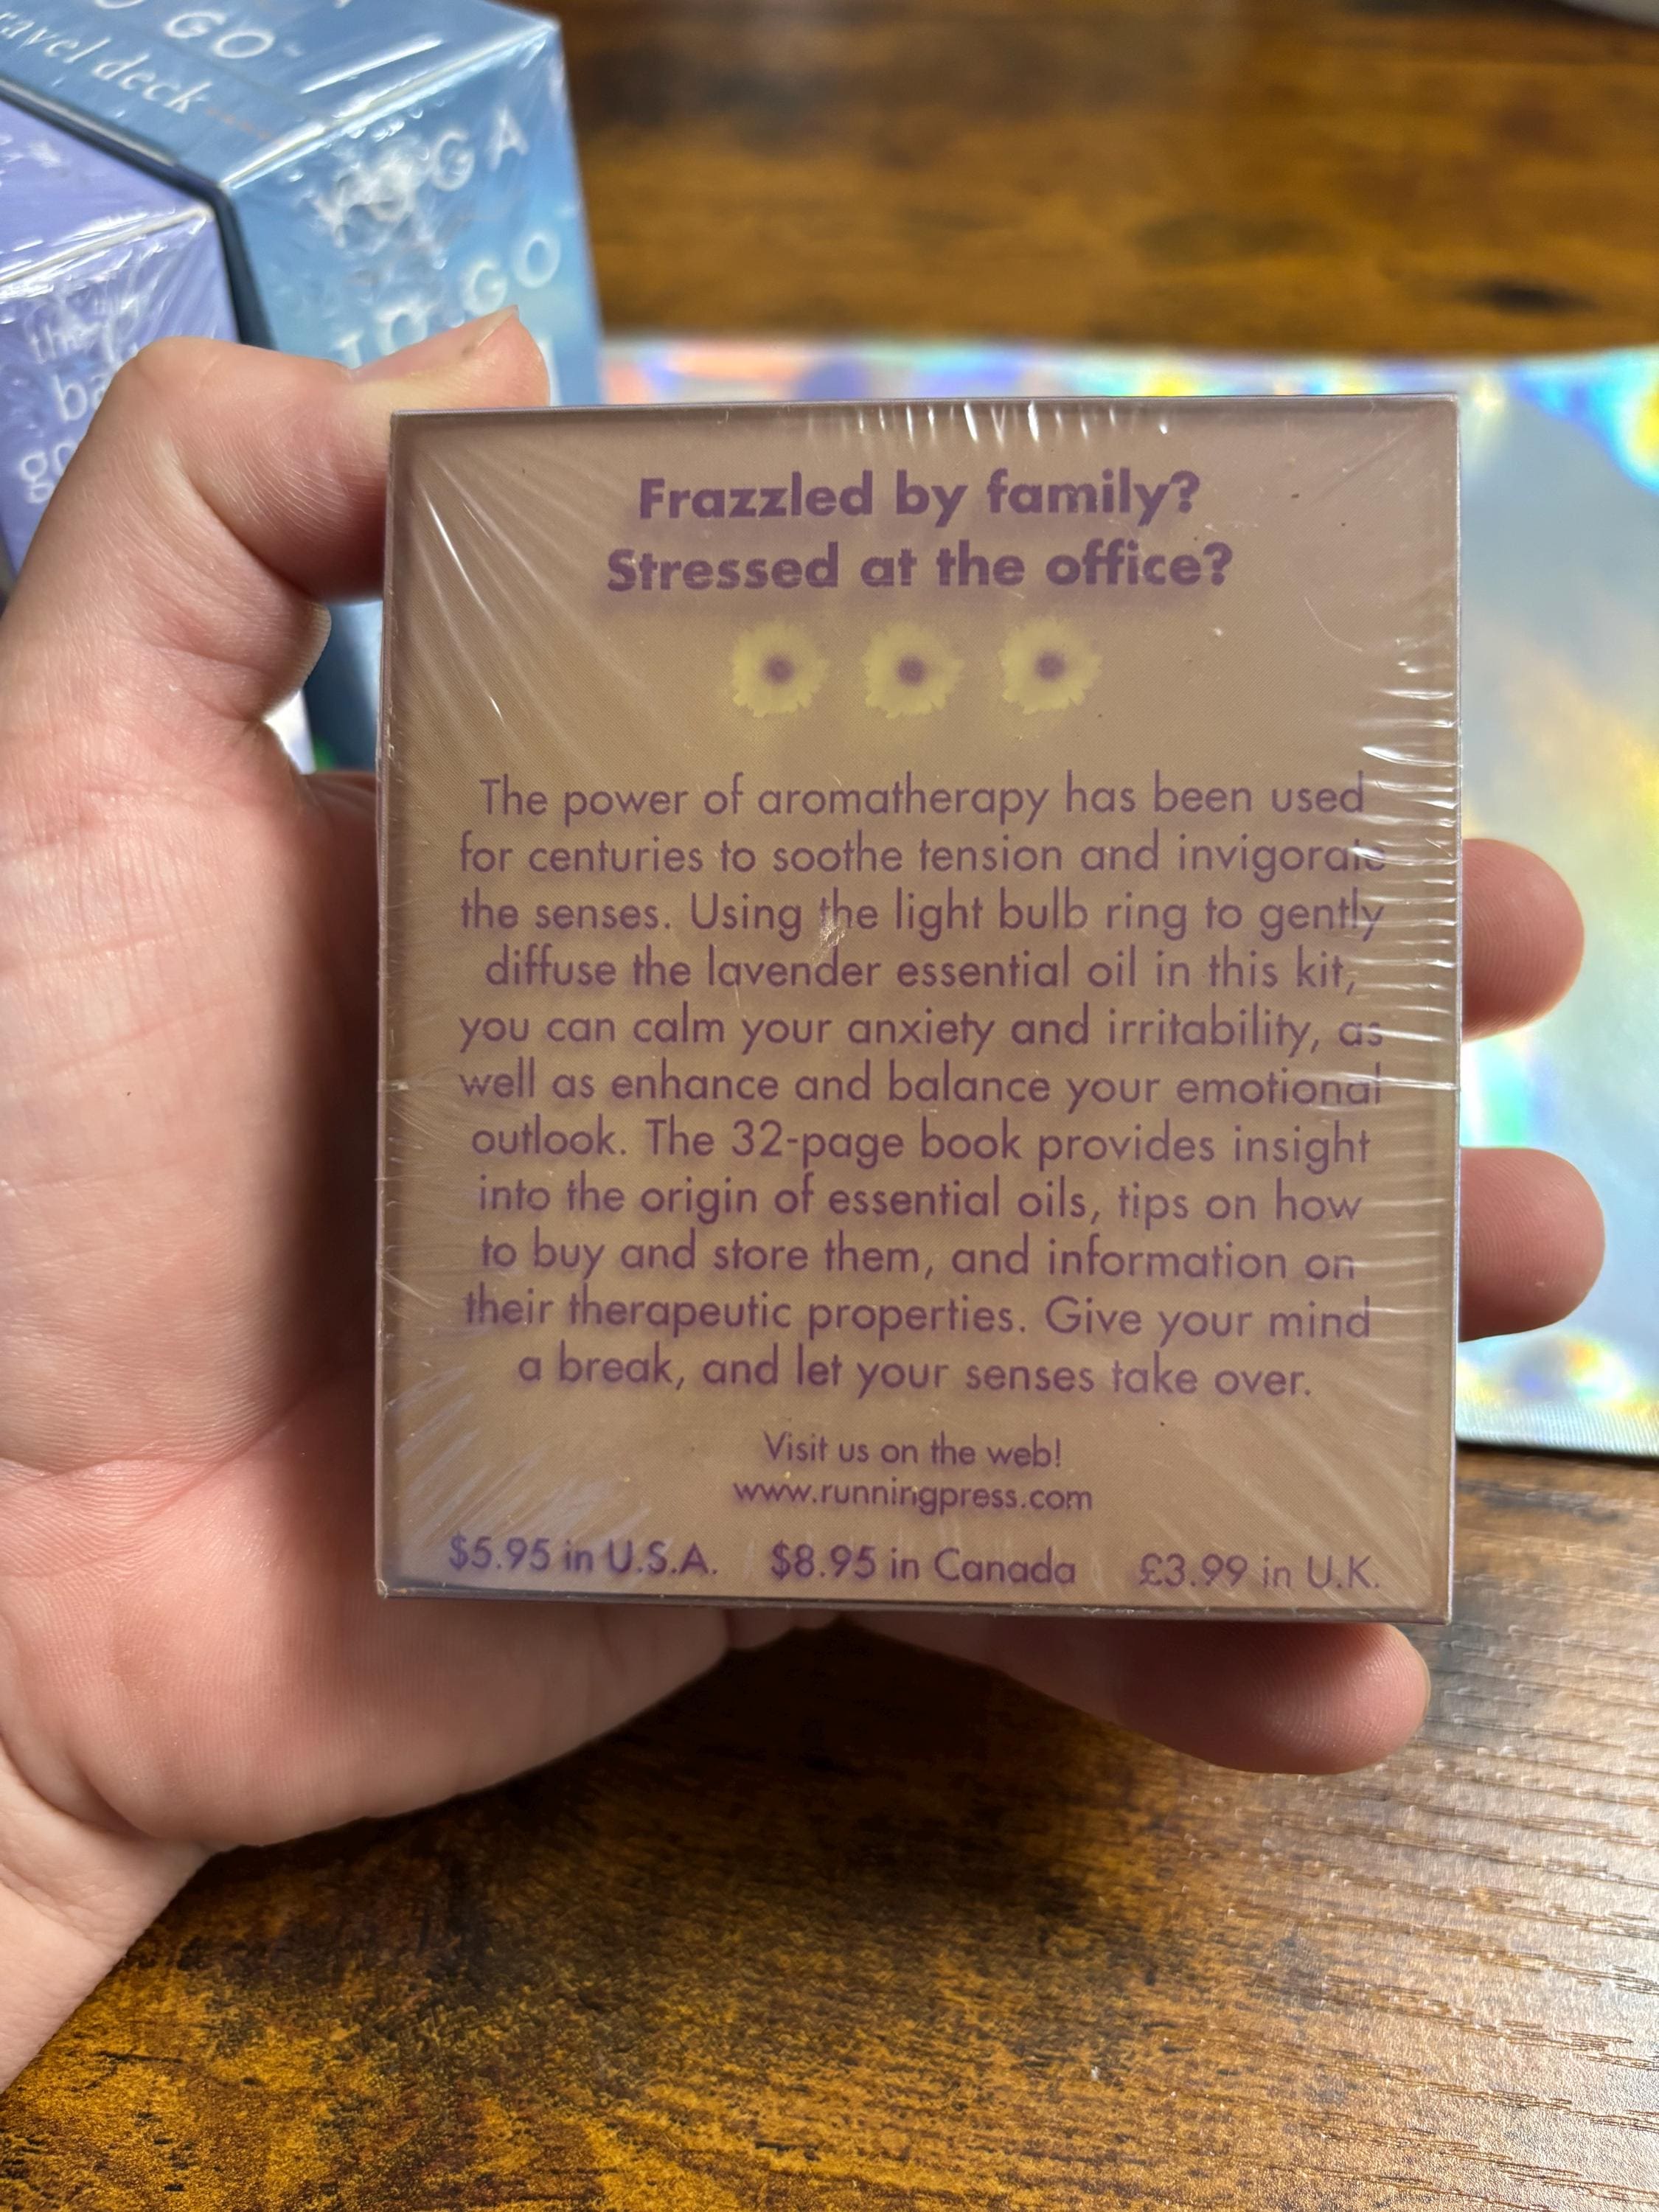 GO
travel deck
YOGA
TO GO
the
Frazzled by family?
Stressed at the office?
The power of aromatherapy has been used
for centuries to soothe tension and invigorate
the senses. Using the light bulb ring to gently
diffuse the lavender essential oil in this kit,
you can calm your anxiety and irritability, as
well as enhance and balance your emotional
outlook. The 32-page book provides insight
into the origin of essential oils, tips on how
to buy and store them, and information on
their therapeutic properties. Give your mind
a break, and let your senses take over.
Visit us on the web!
www.runningpress.com
$5.95 in U.S.A. $8.95 in Canada £3.99 in U.K.